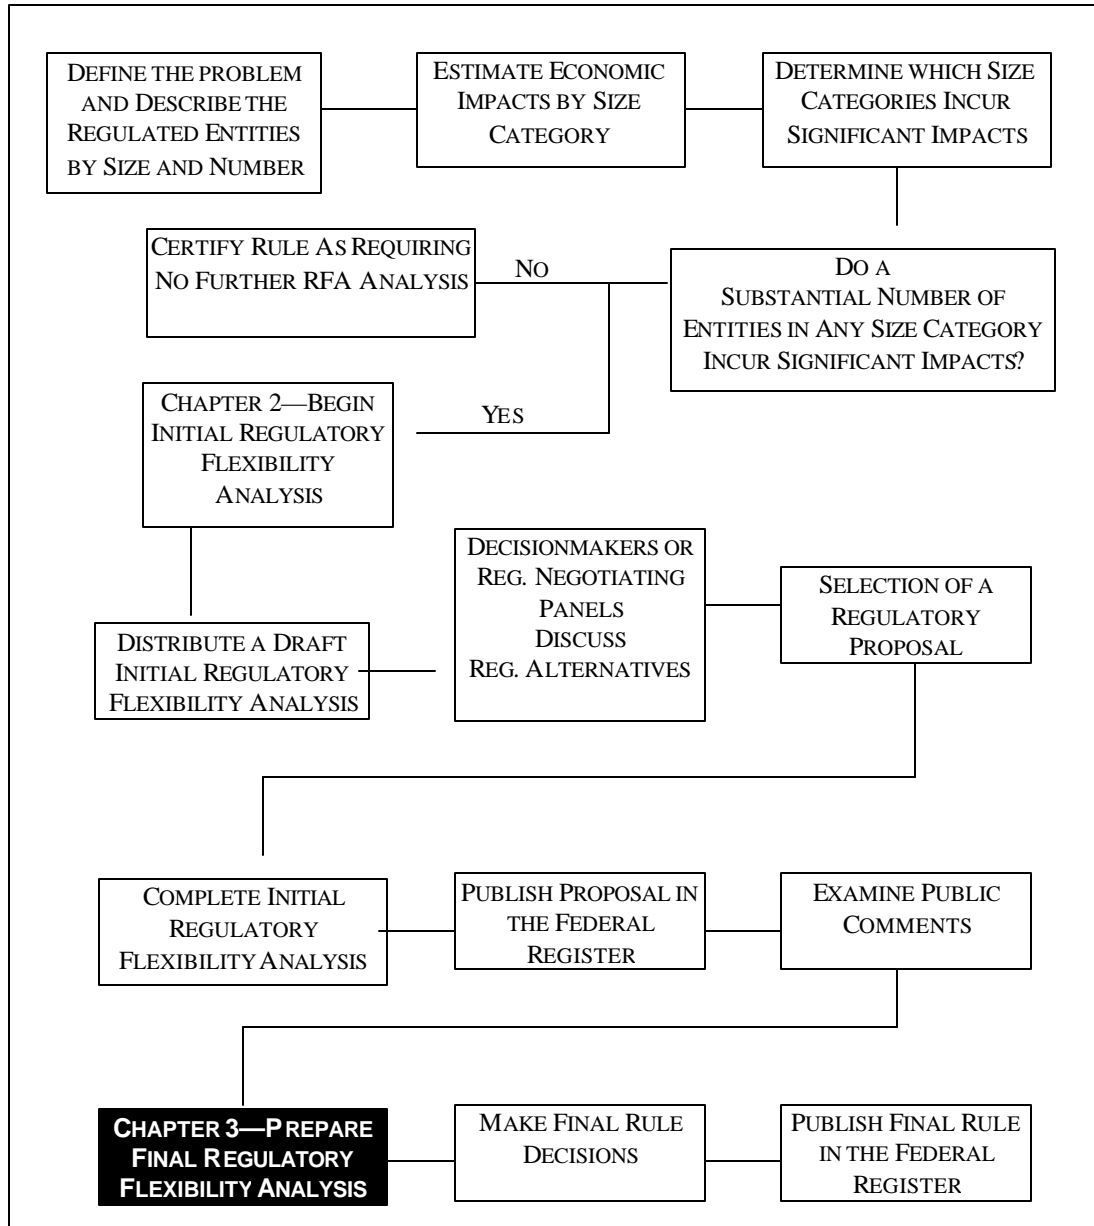 DEFINE THE PROBLEM
AND DESCRIBE THE
REGULATED ENTITIES
BY SIZE AND NUMBER
ESTIMATE ECONOMIC
IMPACTS BY SIZE
CATEGORY
DETERMINE WHICH SIZE
CATEGORIES INCUR
SIGNIFICANT IMPACTS
CERTIFY RULE AS REQUIRING
NO FURTHER RFA ANALYSIS
NO
DO A
SUBSTANTIAL NUMBER OF
ENTITIES IN ANY SIZE CATEGORY
INCUR SIGNIFICANT IMPACTS?
CHAPTER 2—BEGIN
INITIAL REGULATORY
FLEXIBILITY
ANALYSIS
YES
DISTRIBUTE A DRAFT
INITIAL REGULATORY
FLEXIBILITY ANALYSIS
DECISIONMAKERS OR
REG. NEGOTIATING
PANELS
DISCUSS
REG. ALTERNATIVES
SELECTION OF A
REGULATORY
PROPOSAL
COMPLETE INITIAL
REGULATORY
FLEXIBILITY ANALYSIS
PUBLISH PROPOSAL IN
THE FEDERAL
REGISTER
EXAMINE PUBLIC
COMMENTS
CHAPTER 3—PREPARE
FINAL REGULATORY
FLEXIBILITY ANALYSIS
MAKE FINAL RULE
DECISIONS
PUBLISH FINAL RULE
IN THE FEDERAL
REGISTER